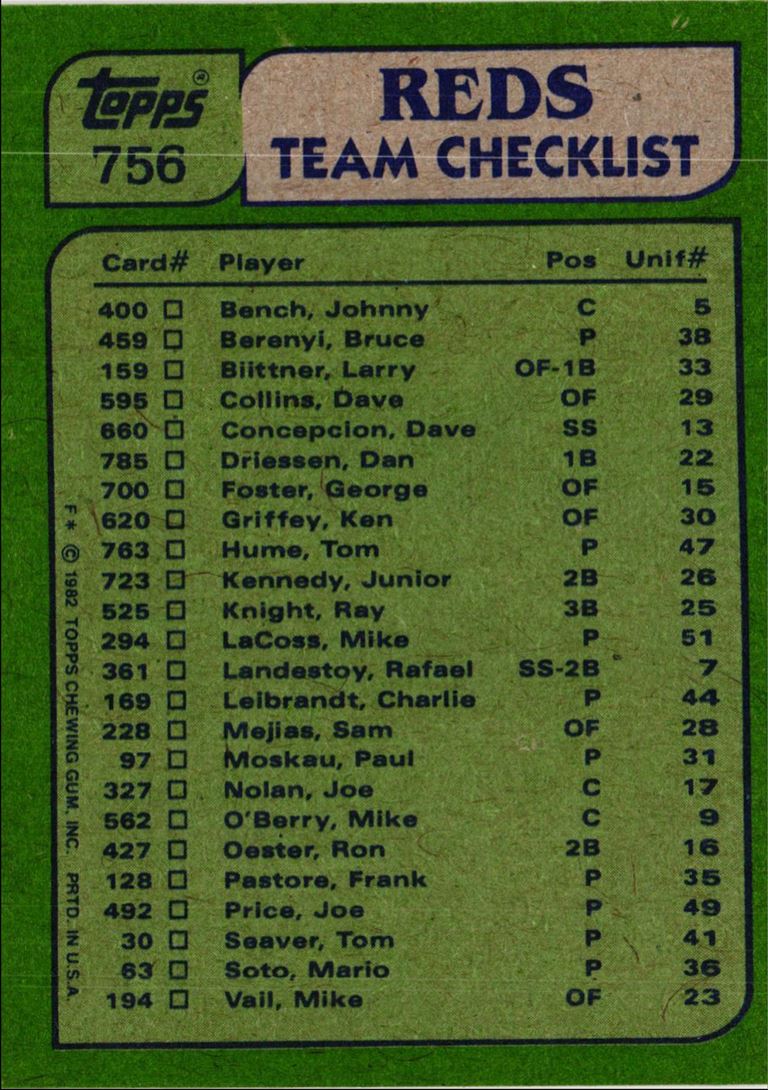 Topps®
756
REDS
TEAM CHECKLIST
Card# Player Pos Unif#
400 □ Bench, Johnny C 5
459 □ Berenyi, Bruce P 38
159 □ Biittner, Larry OF-1B 33
595 □ Collins, Dave OF 29
660 □ Concepcion, Dave SS 13
785 □ Driessen, Dan 1B 22
700 □ Foster, George OF 15
620 □ Griffey, Ken OF 30
763 □ Hume, Tom P 47
723 □ Kennedy, Junior 2B 26
525 □ Knight, Ray 3B 25
294 □ LaCoss, Mike P 51
361 □ Landestoy, Rafael SS-2B 7
169 □ Leibrandt, Charlie P 44
228 □ Mejias, Sam OF 28
97 □ Moskau, Paul P 31
327 □ Nolan, Joe C 17
562 □ O'Berry, Mike C 9
427 □ Oester, Ron 2B 16
128 □ Pastore, Frank P 35
492 □ Price, Joe P 49
30 □ Seaver, Tom P 41
63 □ Soto, Mario P 36
194 □ Vail, Mike OF 23
F * © 1982 TOPPS CHEWING GUM, INC. PRTD. IN U.S.A.